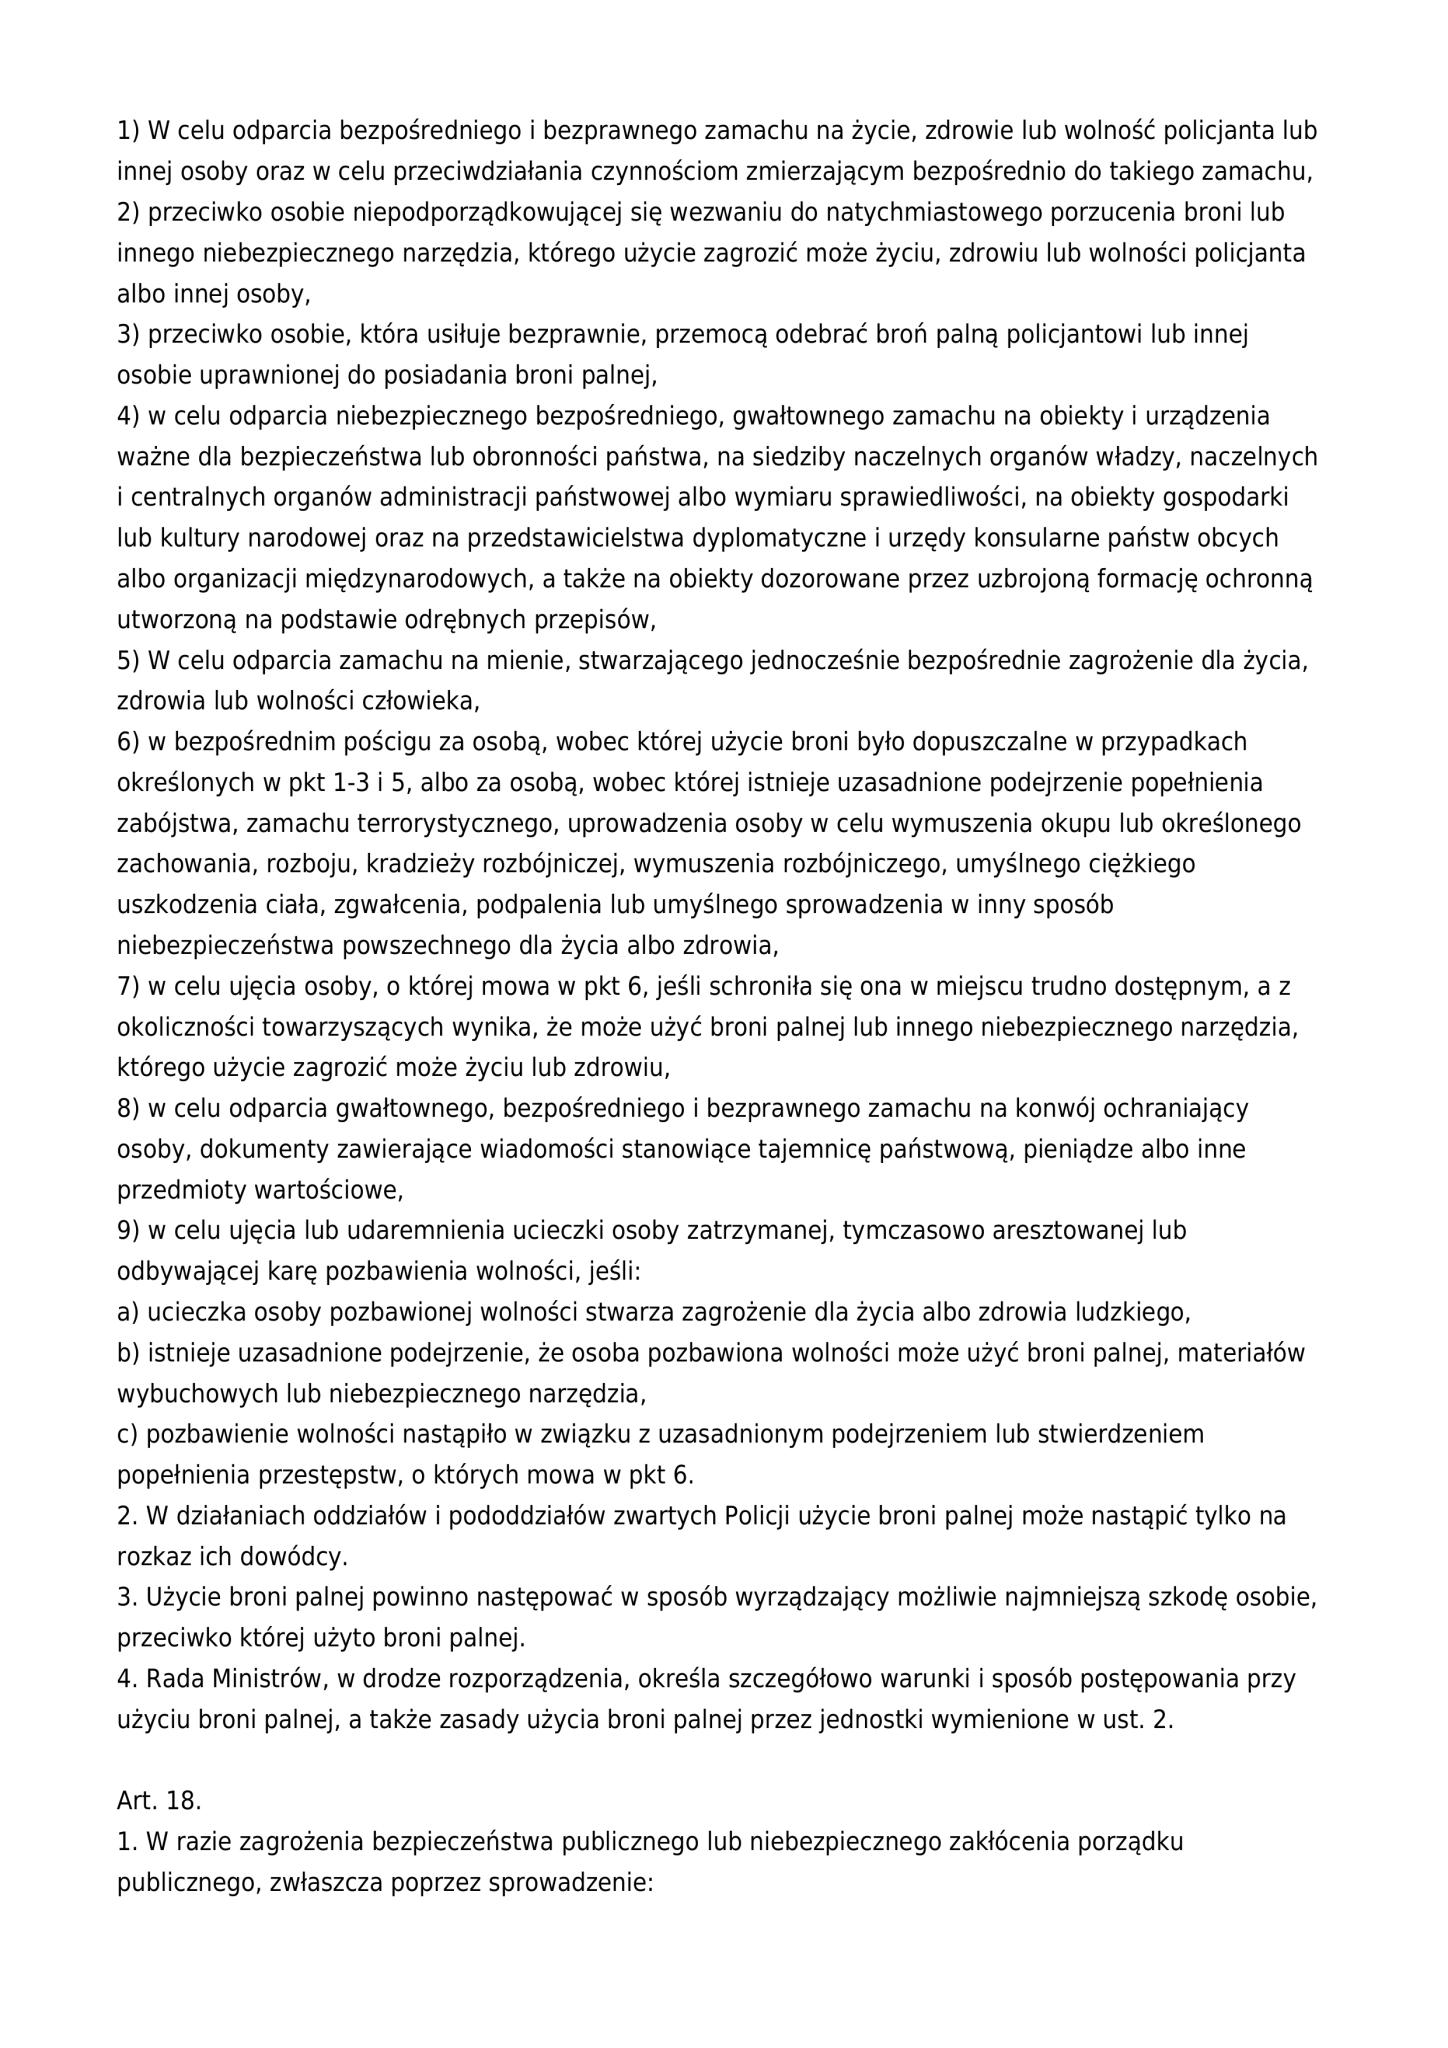 1) W celu odparcia bezpośredniego i bezprawnego zamachu na życie, zdrowie lub wolność policjanta lub
innej osoby oraz w celu przeciwdziałania czynnościom zmierzającym bezpośrednio do takiego zamachu,
2) przeciwko osobie niepodporządkowującej się wezwaniu do natychmiastowego porzucenia broni lub
innego niebezpiecznego narzędzia, którego użycie zagrozić może życiu, zdrowiu lub wolności policjanta
albo innej osoby,
3) przeciwko osobie, która usiłuje bezprawnie, przemocą odebrać broń palną policjantowi lub innej
osobie uprawnionej do posiadania broni palnej,
4) w celu odparcia niebezpiecznego bezpośredniego, gwałtownego zamachu na obiekty i urządzenia
ważne dla bezpieczeństwa lub obronności państwa, na siedziby naczelnych organów władzy, naczelnych
i centralnych organów administracji państwowej albo wymiaru sprawiedliwości, na obiekty gospodarki
lub kultury narodowej oraz na przedstawicielstwa dyplomatyczne i urzędy konsularne państw obcych
albo organizacji międzynarodowych, a także na obiekty dozorowane przez uzbrojoną formację ochronną
utworzoną na podstawie odrębnych przepisów,
5) W celu odparcia zamachu na mienie, stwarzającego jednocześnie bezpośrednie zagrożenie dla życia,
zdrowia lub wolności człowieka,
6) w bezpośrednim pościgu za osobą, wobec której użycie broni było dopuszczalne w przypadkach
określonych w pkt 1-3 i 5, albo za osobą, wobec której istnieje uzasadnione podejrzenie popełnienia
zabójstwa, zamachu terrorystycznego, uprowadzenia osoby w celu wymuszenia okupu lub określonego
zachowania, rozboju, kradzieży rozbójniczej, wymuszenia rozbójniczego, umyślnego ciężkiego
uszkodzenia ciała, zgwałcenia, podpalenia lub umyślnego sprowadzenia w inny sposób
niebezpieczeństwa powszechnego dla życia albo zdrowia,
7) w celu ujęcia osoby, o której mowa w pkt 6, jeśli schroniła się ona w miejscu trudno dostępnym, a z
okoliczności towarzyszących wynika, że może użyć broni palnej lub innego niebezpiecznego narzędzia,
którego użycie zagrozić może życiu lub zdrowiu,
8) w celu odparcia gwałtownego, bezpośredniego i bezprawnego zamachu na konwój ochraniający
osoby, dokumenty zawierające wiadomości stanowiące tajemnicę państwową, pieniądze albo inne
przedmioty wartościowe,
9) w celu ujęcia lub udaremnienia ucieczki osoby zatrzymanej, tymczasowo aresztowanej lub
odbywającej karę pozbawienia wolności, jeśli:
a) ucieczka osoby pozbawionej wolności stwarza zagrożenie dla życia albo zdrowia ludzkiego,
b) istnieje uzasadnione podejrzenie, że osoba pozbawiona wolności może użyć broni palnej, materiałów
wybuchowych lub niebezpiecznego narzędzia,
c) pozbawienie wolności nastąpiło w związku z uzasadnionym podejrzeniem lub stwierdzeniem
popełnienia przestępstw, o których mowa w pkt 6.
2. W działaniach oddziałów i pododdziałów zwartych Policji użycie broni palnej może nastąpić tylko na
rozkaz ich dowódcy.
3. Użycie broni palnej powinno następować w sposób wyrządzający możliwie najmniejszą szkodę osobie,
przeciwko której użyto broni palnej.
4. Rada Ministrów, w drodze rozporządzenia, określa szczegółowo warunki i sposób postępowania przy
użyciu broni palnej, a także zasady użycia broni palnej przez jednostki wymienione w ust. 2.
Art. 18.
1. W razie zagrożenia bezpieczeństwa publicznego lub niebezpiecznego zakłócenia porządku
publicznego, zwłaszcza poprzez sprowadzenie: